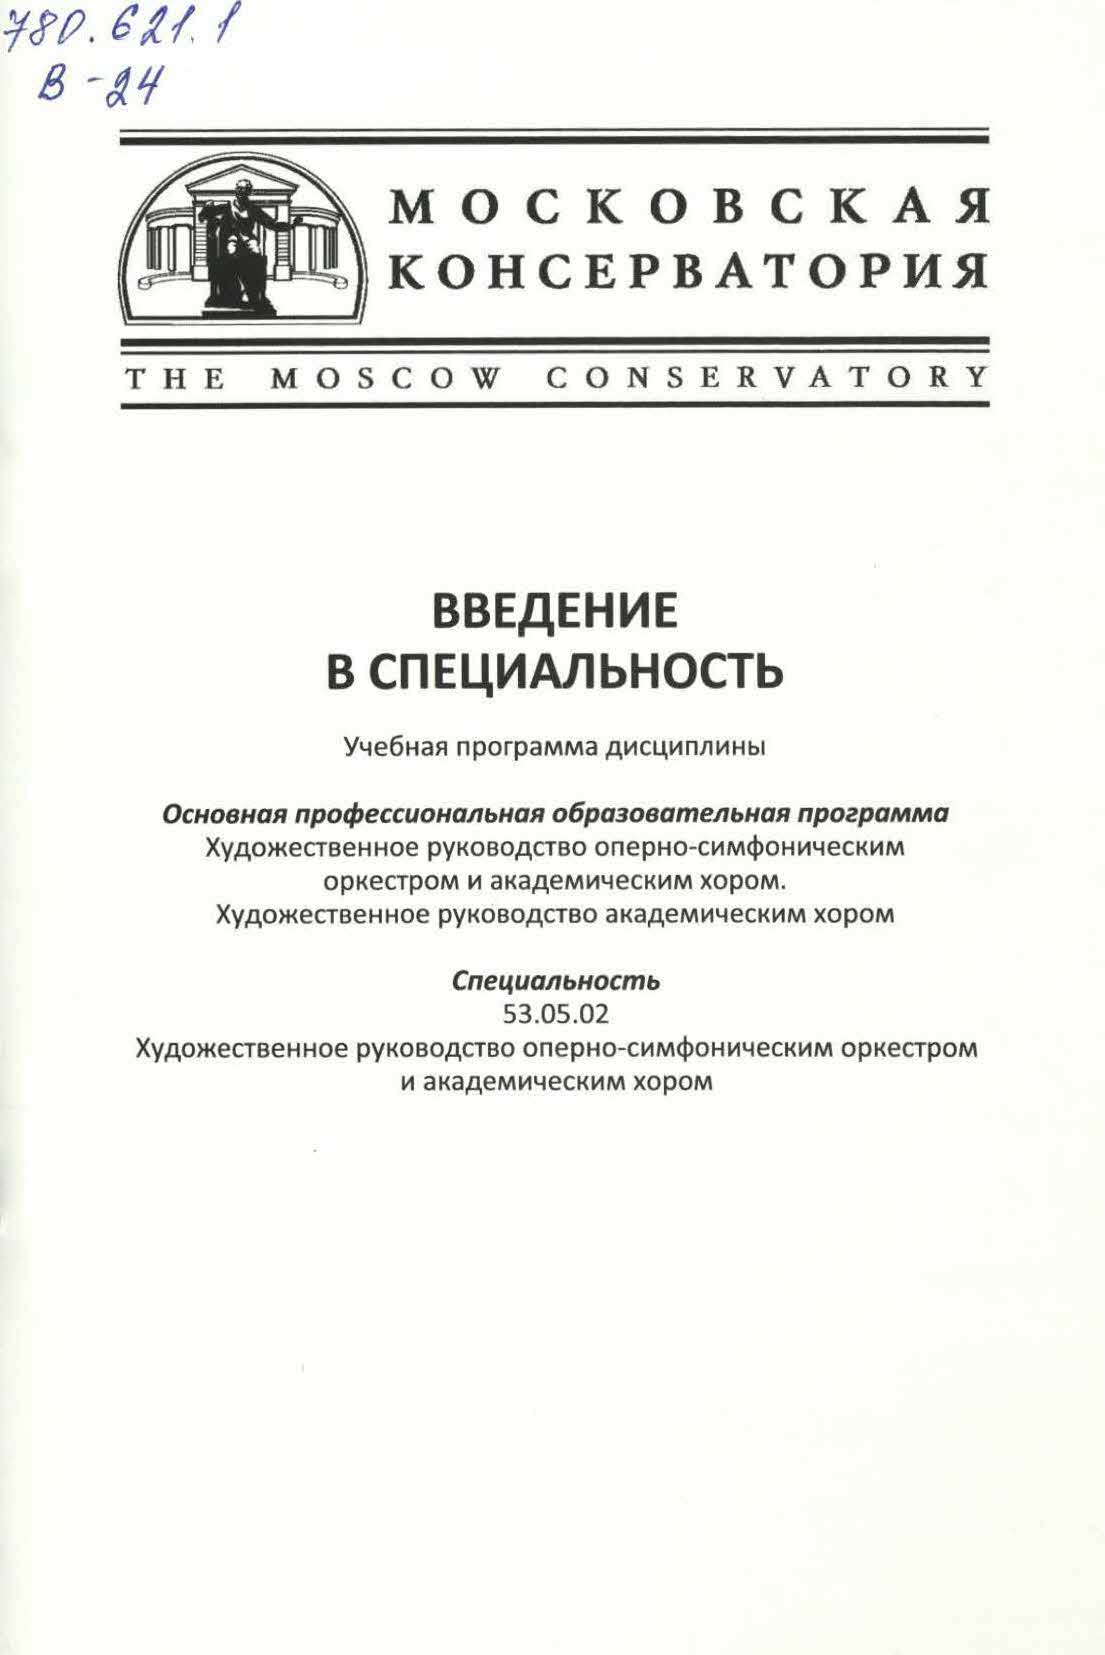 780.621.1
В-24
МОСКОВСКАЯ
КОНСЕРВАТОРИЯ
THE MOSCOW CONSERVATORY
ВВЕДЕНИЕ
В СПЕЦИАЛЬНОСТЬ
Учебная программа дисциплины
Основная профессиональная образовательная программа
Художественное руководство оперно-симфоническим
оркестром и академическим хором.
Художественное руководство академическим хором
Специальность
53.05.02
Художественное руководство оперно-симфоническим оркестром
и академическим хором